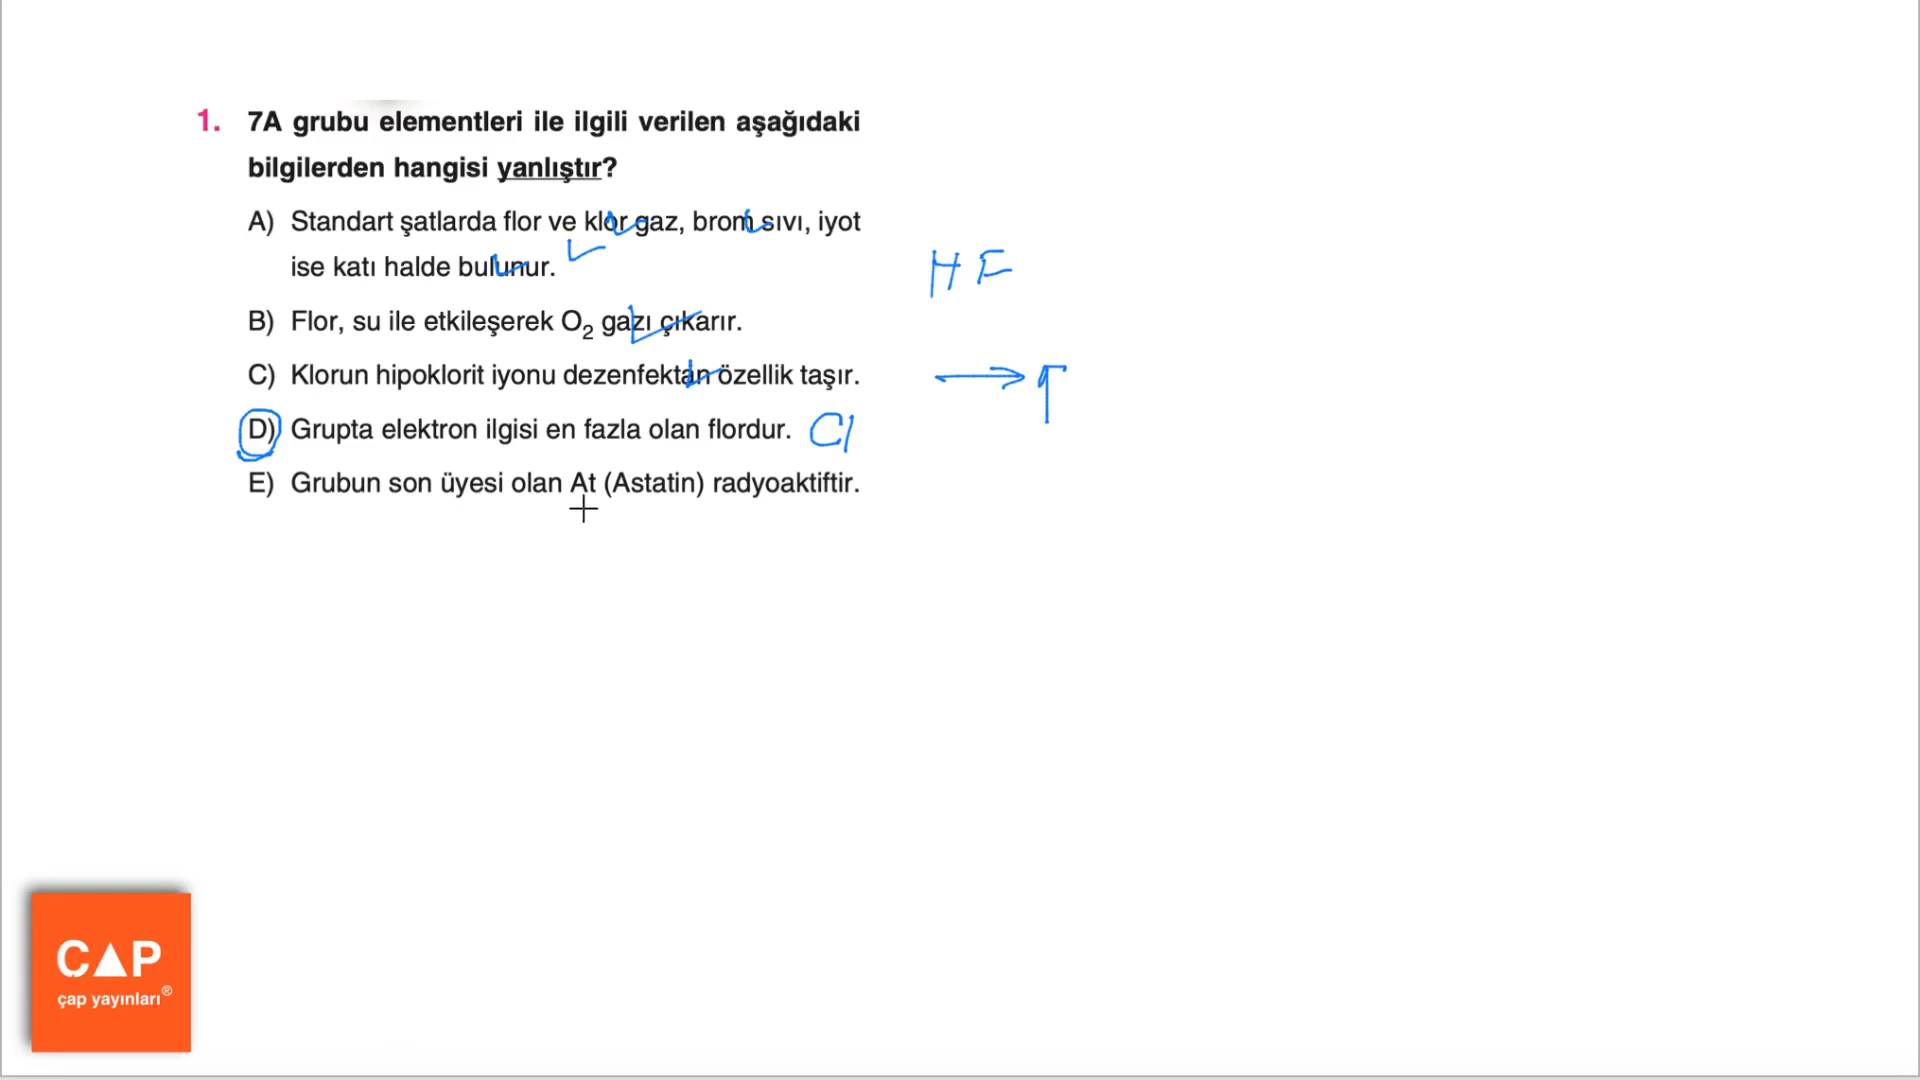 1. 7A grubu elementleri ile ilgili verilen aşağıdaki
bilgilerden hangisi yanlıştır?
A) Standart şatlarda flor ve klor gaz, brom sıvı, iyot
ise katı halde bulunur.
HF
B) Flor, su ile etkileşerek O₂ gazı çıkarır.
C) Klorun hipoklorit iyonu dezenfektan özellik taşır.
D) Grupta elektron ilgisi en fazla olan flordur. Cl
E) Grubun son üyesi olan At (Astatin) radyoaktiftir.
ÇAP
çap yayınları®